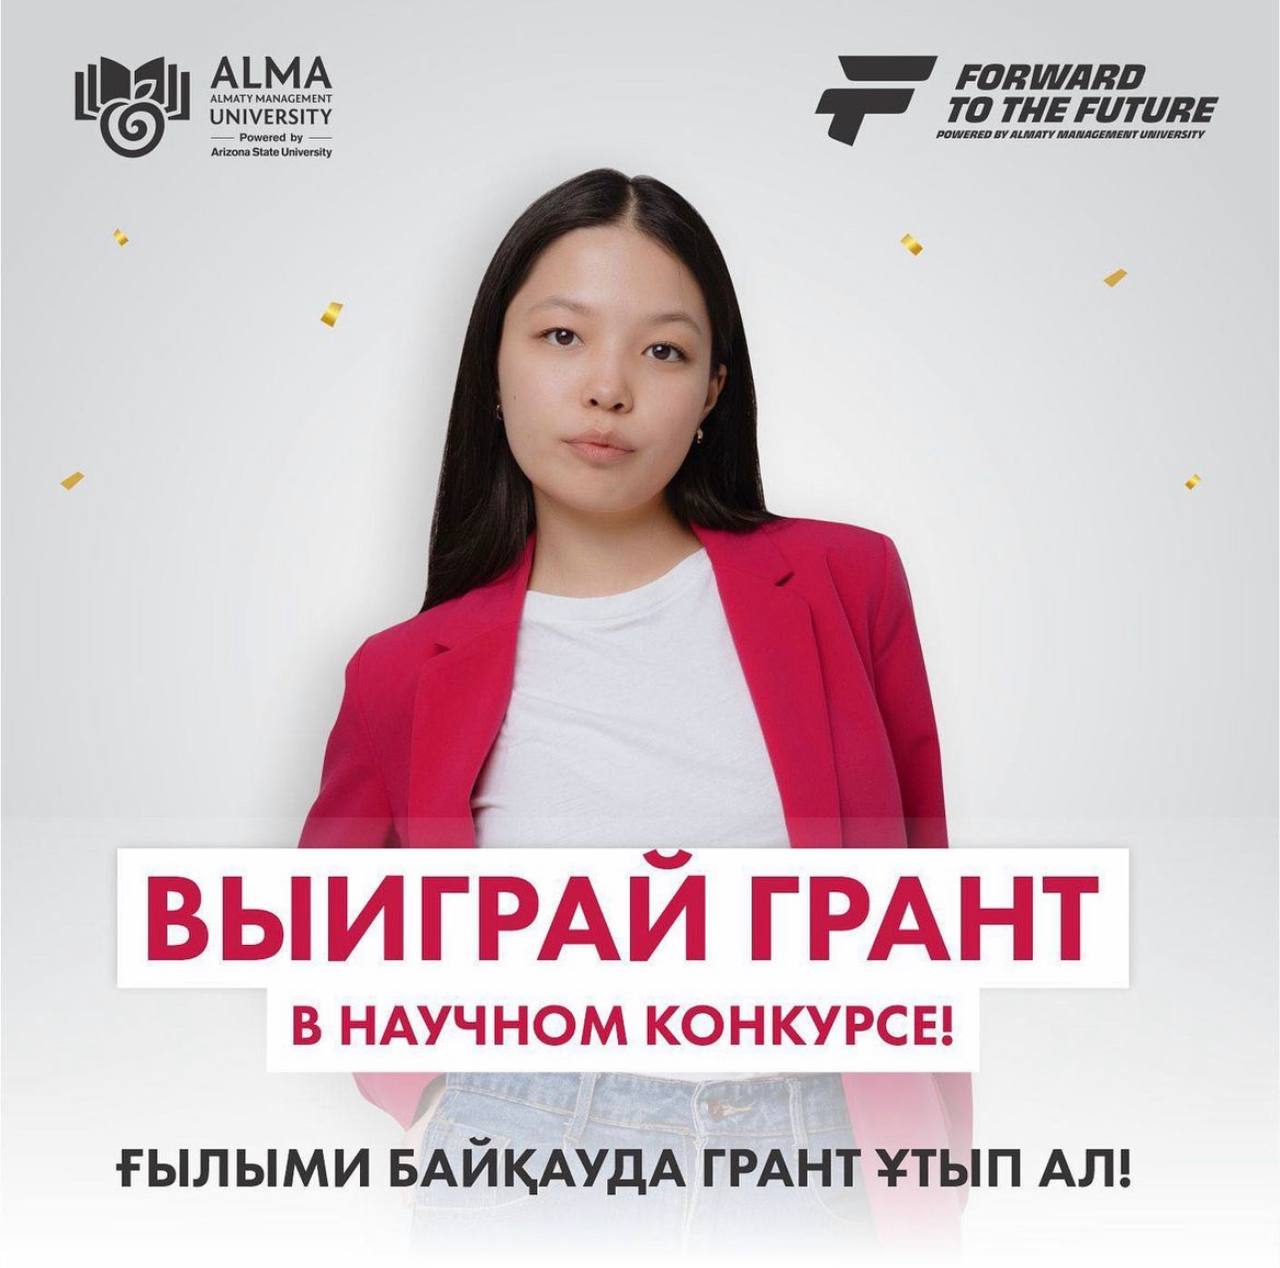 ALMA
ALMATY MANAGEMENT
UNIVERSITY
Powered by
Arizona State University
FORWARD
TO THE FUTURE
POWERED BY ALMATY MANAGEMENT UNIVERSITY
ВЫИГРАЙ ГРАНТ
В НАУЧНОМ КОНКУРСЕ!
ҒЫЛЫМИ БАЙҚАУДА ГРАНТ ҰТЫП АЛ!